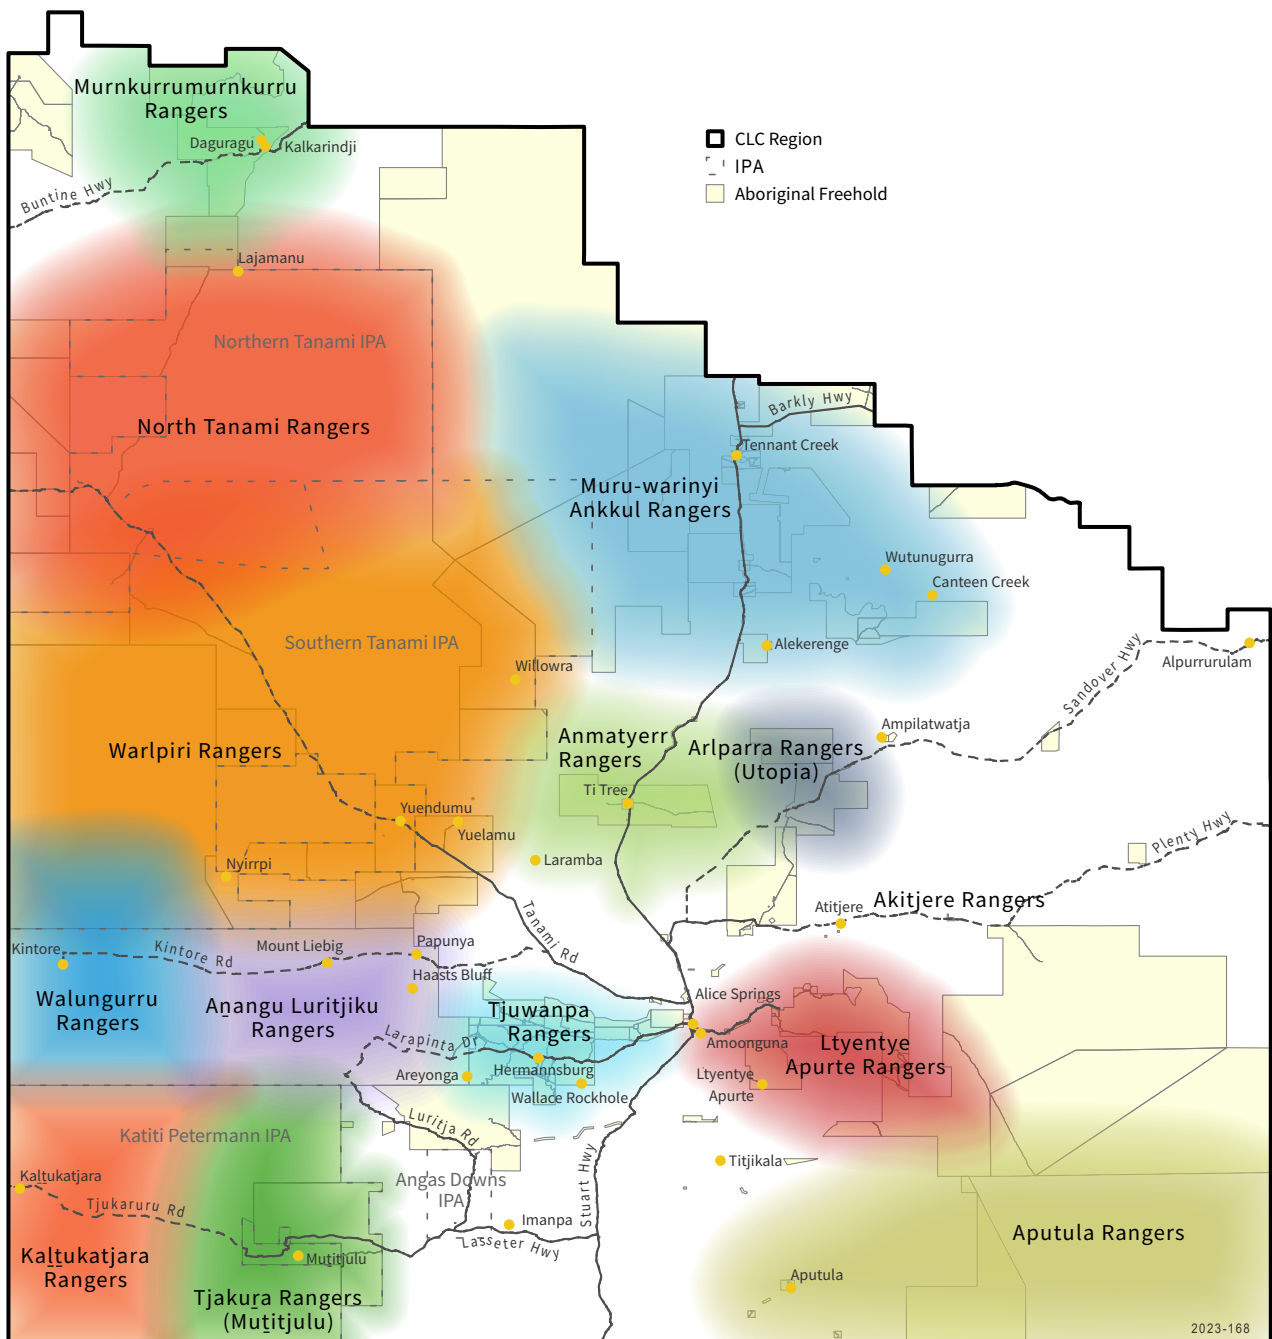 Murnkurrumurnkurru
Rangers
Daguragu
Kalkarindji
Buntine Hwy
CLC Region
IPA
Aboriginal Freehold
Lajamanu
Northern Tanami IPA
North Tanami Rangers
Barkly Hwy
Tennant Creek
Muru-warinyi
Ankkul Rangers
Wutunugurra
Canteen Creek
Alekerenge
Southern Tanami IPA
Willowra
Sandover Hwy
Alpurrurulam
Warlpiri Rangers
Anmatyerr
Rangers
Ti Tree
Arlparra Rangers
(Utopia)
Ampilatwatja
Yuendumu
Yuelamu
Laramba
Nyirrpi
Plenty Hwy
Atitjere
Akitjere Rangers
Tanami Rd
Kintore
Kintore Rd
Mount Liebig
Papunya
Haasts Bluff
Walungurru
Rangers
Aṉangu Luritjiku
Rangers
Tjuwanpa
Rangers
Larapinta Dr
Hermannsburg
Areyonga
Wallace Rockhole
Alice Springs
Amoonguna
Ltyentye
Apurte
Ltyentye
Apurte Rangers
Luritja Rd
Katiti Petermann IPA
Kaḻtukatjara
Tjukaruru Rd
Angas Downs
IPA
Imanpa
Lasseter Hwy
Stuart Hwy
Titjikala
Kaḻṯukatjara
Rangers
Muṯitjulu
Tjakuṟa Rangers
(Muṯitjulu)
Aputula Rangers
Aputula
2023-168